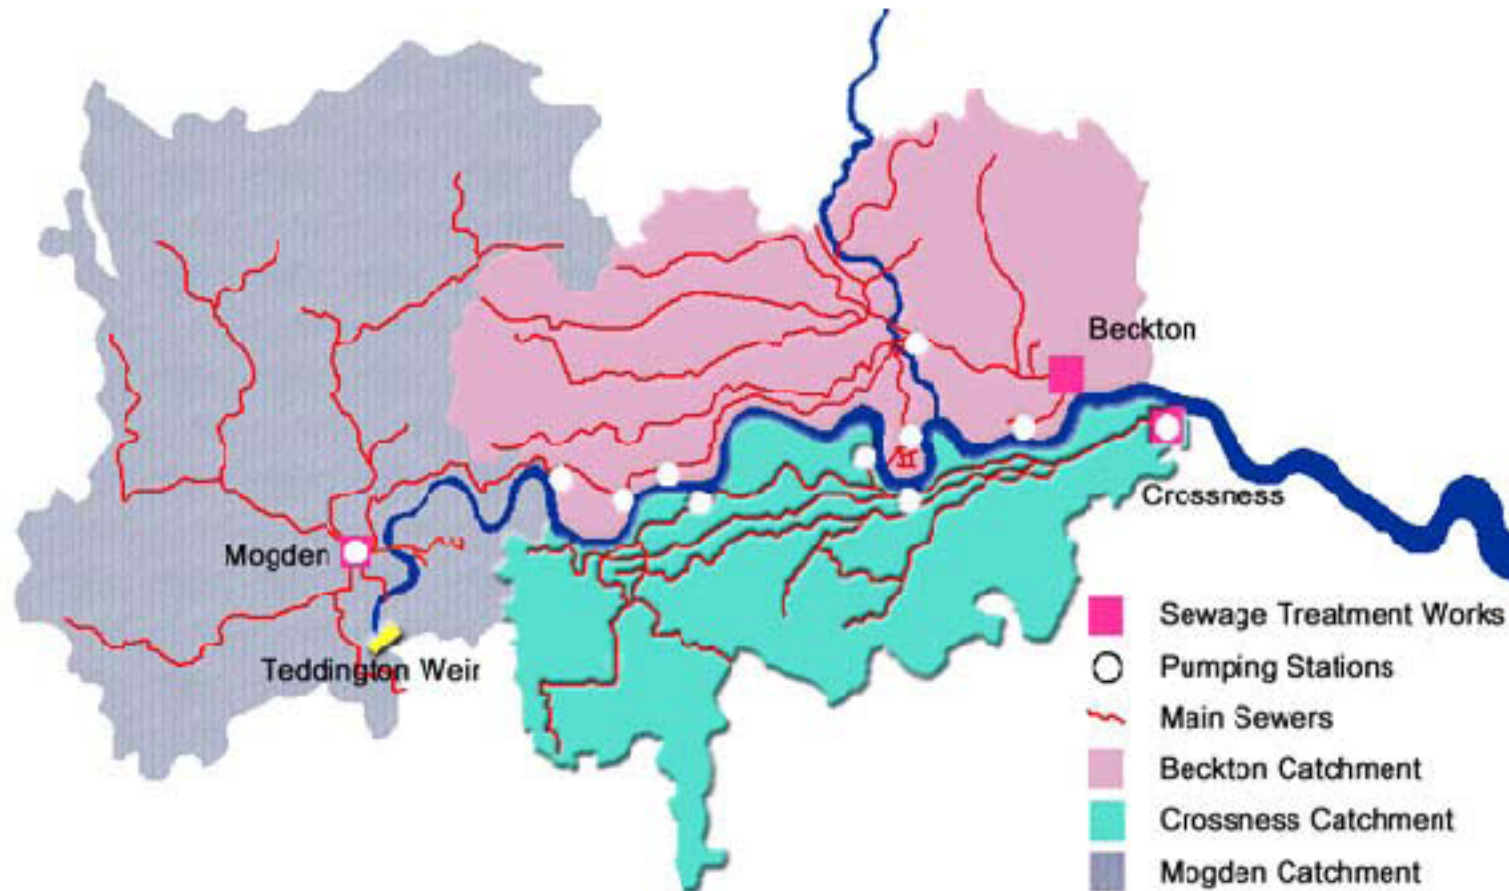 Beckton
Crossness
Mogden
Teddington Weir
Sewage Treatment Works
Pumping Stations
Main Sewers
Beckton Catchment
Crossness Catchment
Mogden Catchment